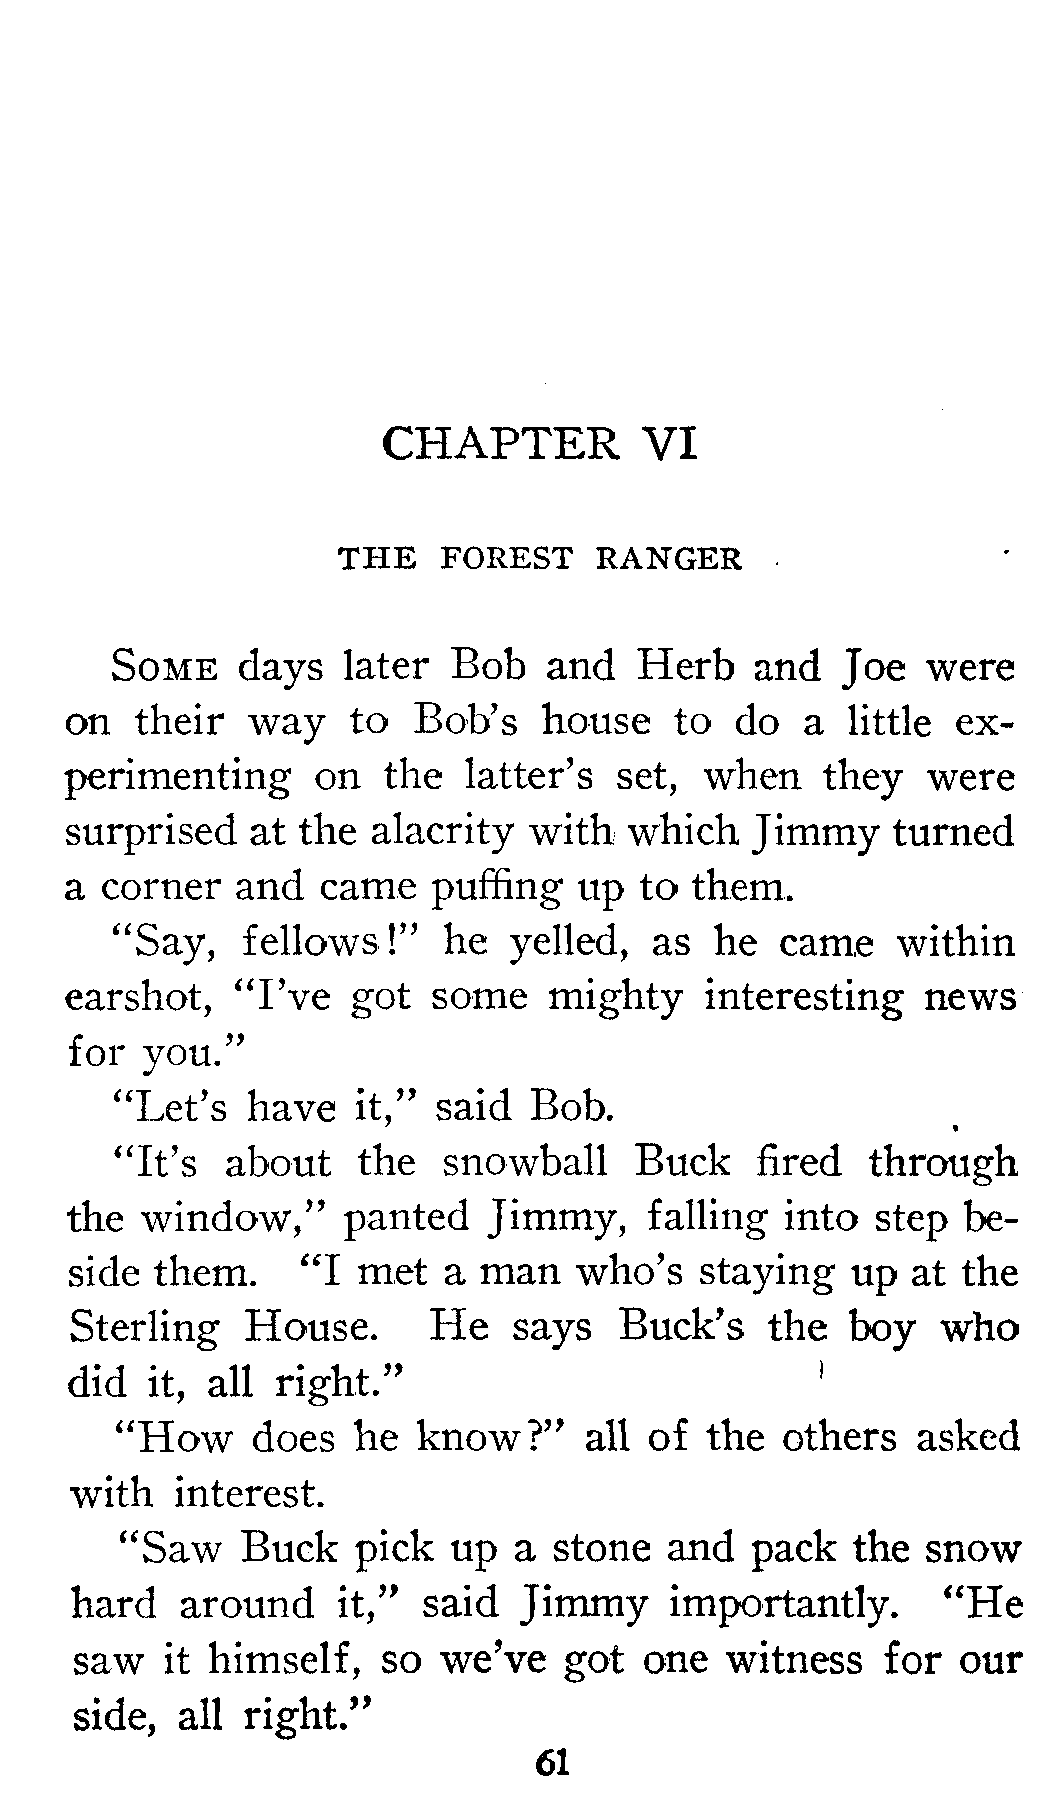 CHAPTER VI
THE FOREST RANGER
Some days later Bob and Herb and Joe were
on their way to Bob's house to do a little ex-
perimenting on the latter's set, when they were
surprised at the alacrity with which Jimmy turned
a corner and came puffing up to them.
"Say, fellows!" he yelled, as he came within
earshot, "I've got some mighty interesting news
for you."
"Let's have it," said Bob.
"It's about the snowball Buck fired through
the window," panted Jimmy, falling into step be-
side them. "I met a man who's staying up at the
Sterling House. He says Buck's the boy who
did it, all right."
"How does he know?" all of the others asked
with interest.
"Saw Buck pick up a stone and pack the snow
hard around it," said Jimmy importantly. "He
saw it himself, so we've got one witness for our
side, all right."
61